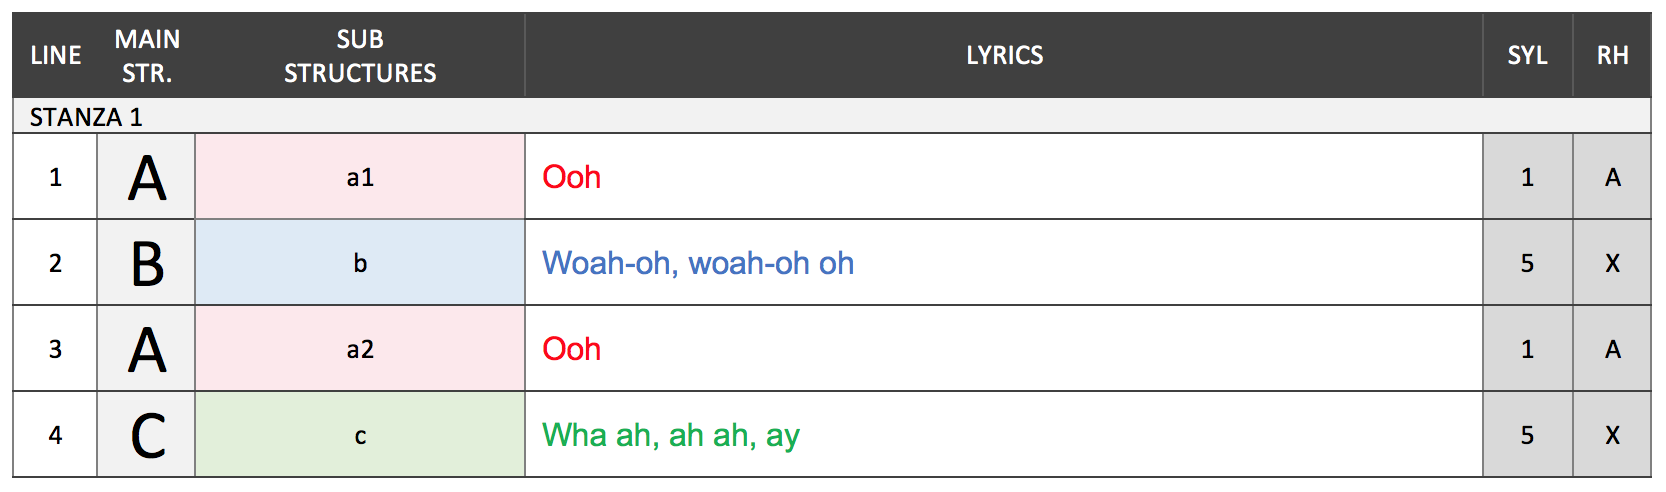 LINE MAIN STR. SUB STRUCTURES LYRICS SYL RH
STANZA 1
1 A a1 Ooh 1 A
2 B b Woah-oh, woah-oh oh 5 X
3 A a2 Ooh 1 A
4 C c Wha ah, ah ah, ay 5 X